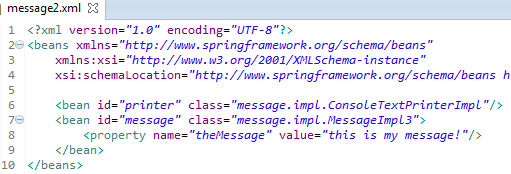 message2.xml
1 <?xml version="1.0" encoding="UTF-8"?>
2 <beans xmlns="http://www.springframework.org/schema/beans"
3     xmlns:xsi="http://www.w3.org/2001/XMLSchema-instance"
4     xsi:schemaLocation="http://www.springframework.org/schema/beans h
5
6     <bean id="printer" class="message.impl.ConsoleTextPrinterImpl"/>
7     <bean id="message" class="message.impl.MessageImpl3">
8         <property name="theMessage" value="this is my message!"/>
9     </bean>
10 </beans>